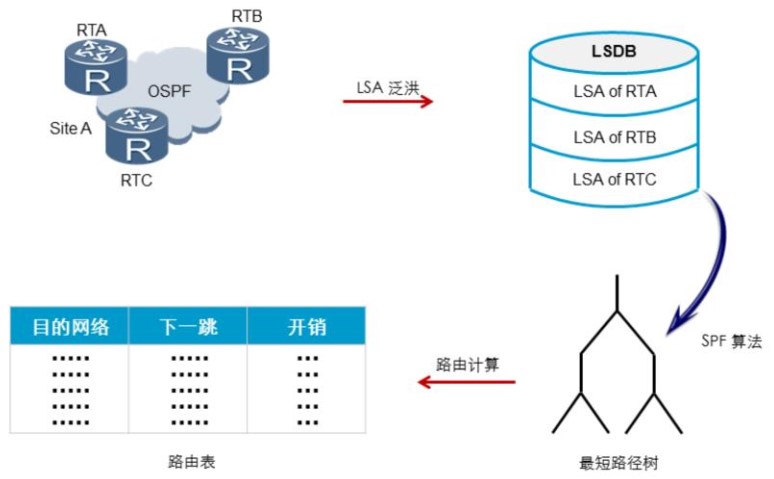 RTA
RTB
R
R
OSPF
Site A
R
RTC
LSA 泛洪
LSDB
LSA of RTA
LSA of RTB
LSA of RTC
SPF 算法
最短路径树
路由计算
目的网络 下一跳 开销
..... ..... ...
..... ..... ...
..... ..... ...
..... ..... ...
..... ..... ...
路由表